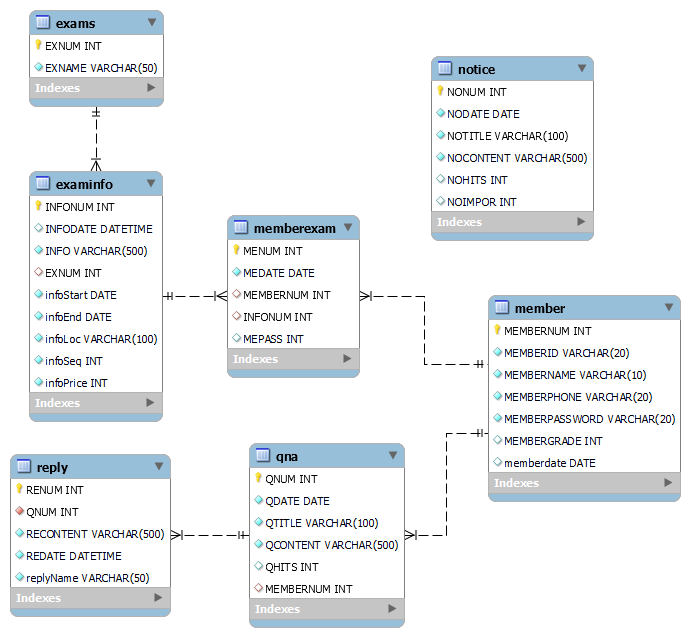 exams
EXNUM INT
EXNAME VARCHAR(50)
Indexes
notice
NONUM INT
NODATE DATE
NOTITLE VARCHAR(100)
NOCONTENT VARCHAR(500)
NOHITS INT
NOIMPOR INT
Indexes
examinfo
INFONUM INT
INFODATE DATETIME
INFO VARCHAR(500)
EXNUM INT
infoStart DATE
infoEnd DATE
infoLoc VARCHAR(100)
infoSeq INT
infoPrice INT
Indexes
memberexam
MENUM INT
MEDATE DATE
MEMBERNUM INT
INFONUM INT
MEPASS INT
Indexes
member
MEMBERNUM INT
MEMBERID VARCHAR(20)
MEMBERNAME VARCHAR(10)
MEMBERPHONE VARCHAR(20)
MEMBERPASSWORD VARCHAR(20)
MEMBERGRADE INT
memberdate DATE
Indexes
reply
RENUM INT
QNUM INT
RECONTENT VARCHAR(500)
REDATE DATETIME
replyName VARCHAR(50)
Indexes
qna
QNUM INT
QDATE DATE
QTITLE VARCHAR(100)
QCONTENT VARCHAR(500)
QHITS INT
MEMBERNUM INT
Indexes